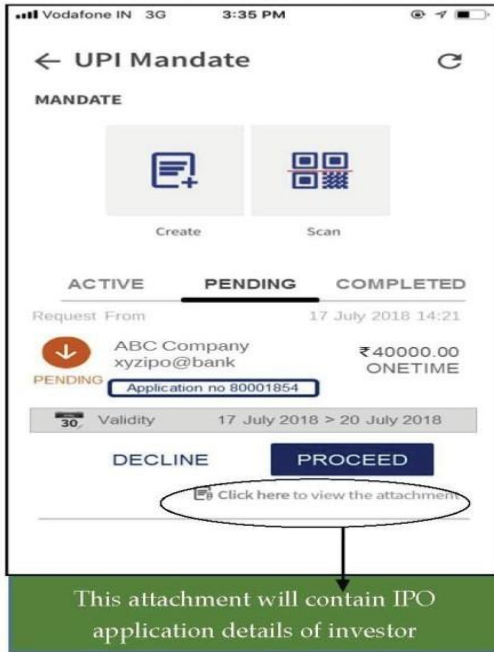 Vodafone IN 3G 3:35 PM
← UPI Mandate
MANDATE
Create Scan
ACTIVE PENDING COMPLETED
Request From 17 July 2018 14:21
ABC Company ₹40000.00
xyzipo@bank ONETIME
PENDING
Application no 80001854
30 Validity 17 July 2018 > 20 July 2018
DECLINE PROCEED
Click here to view the attachment
This attachment will contain IPO
application details of investor